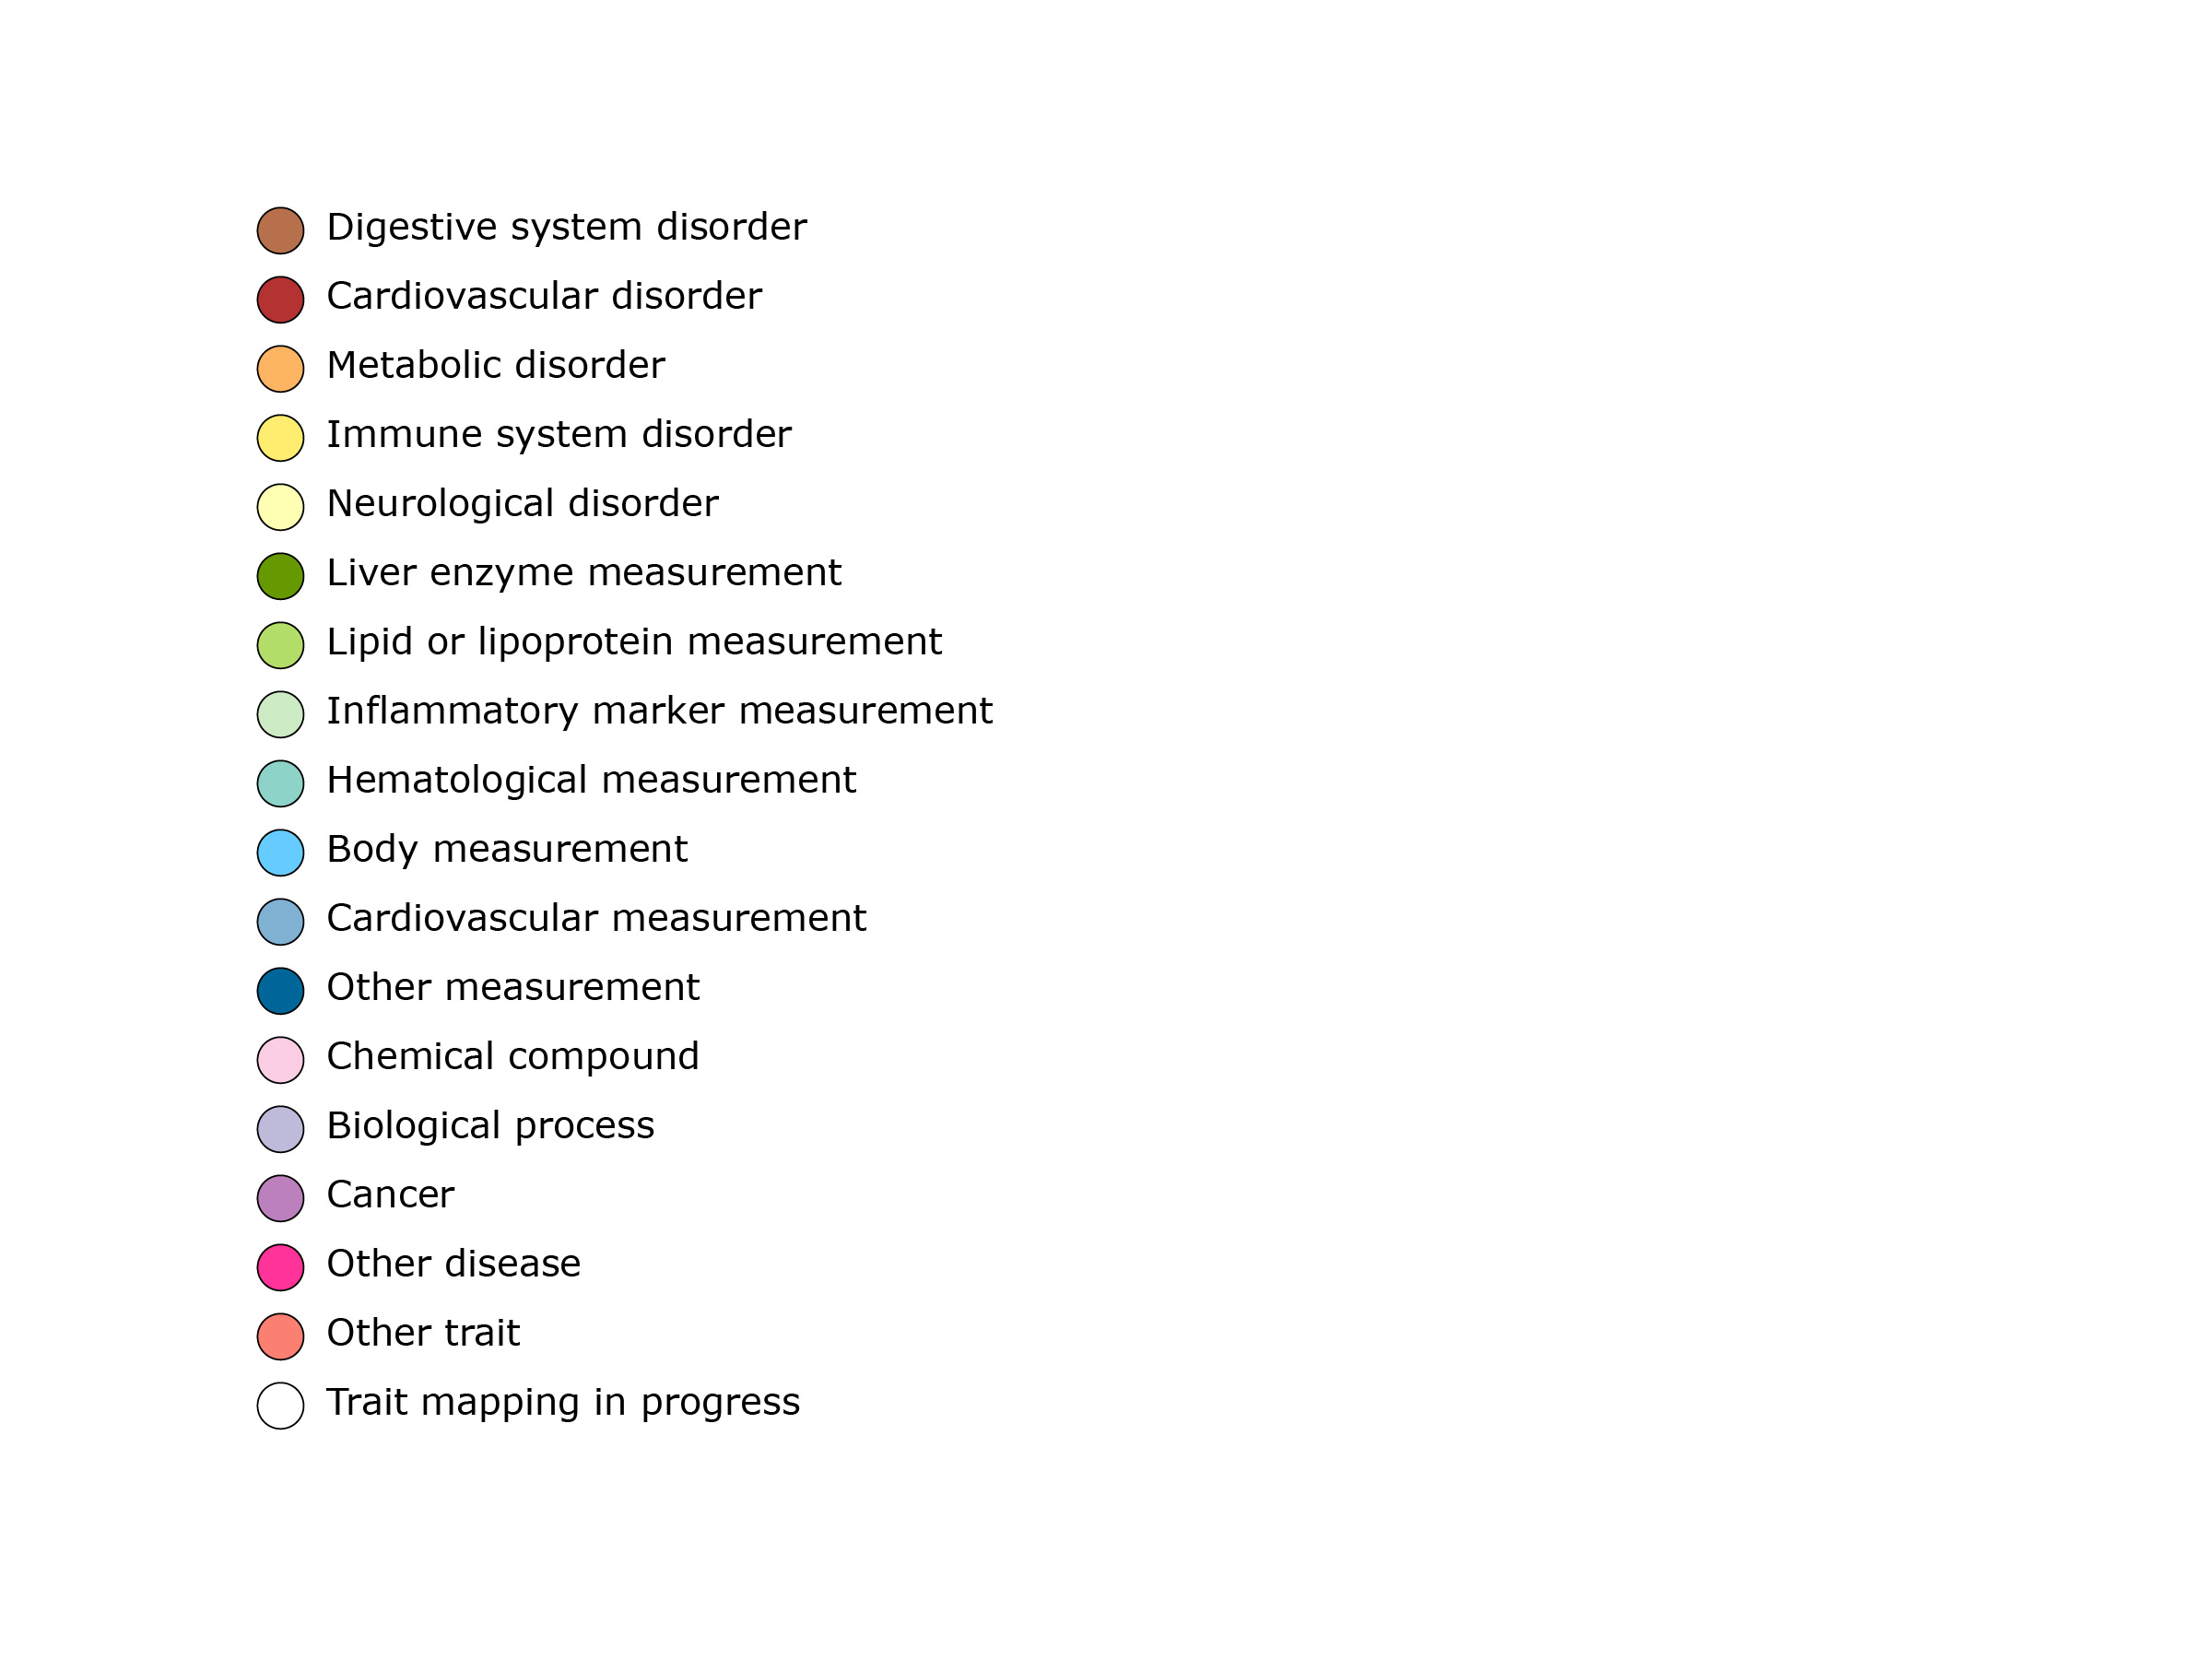 Digestive system disorder
Cardiovascular disorder
Metabolic disorder
Immune system disorder
Neurological disorder
Liver enzyme measurement
Lipid or lipoprotein measurement
Inflammatory marker measurement
Hematological measurement
Body measurement
Cardiovascular measurement
Other measurement
Chemical compound
Biological process
Cancer
Other disease
Other trait
Trait mapping in progress